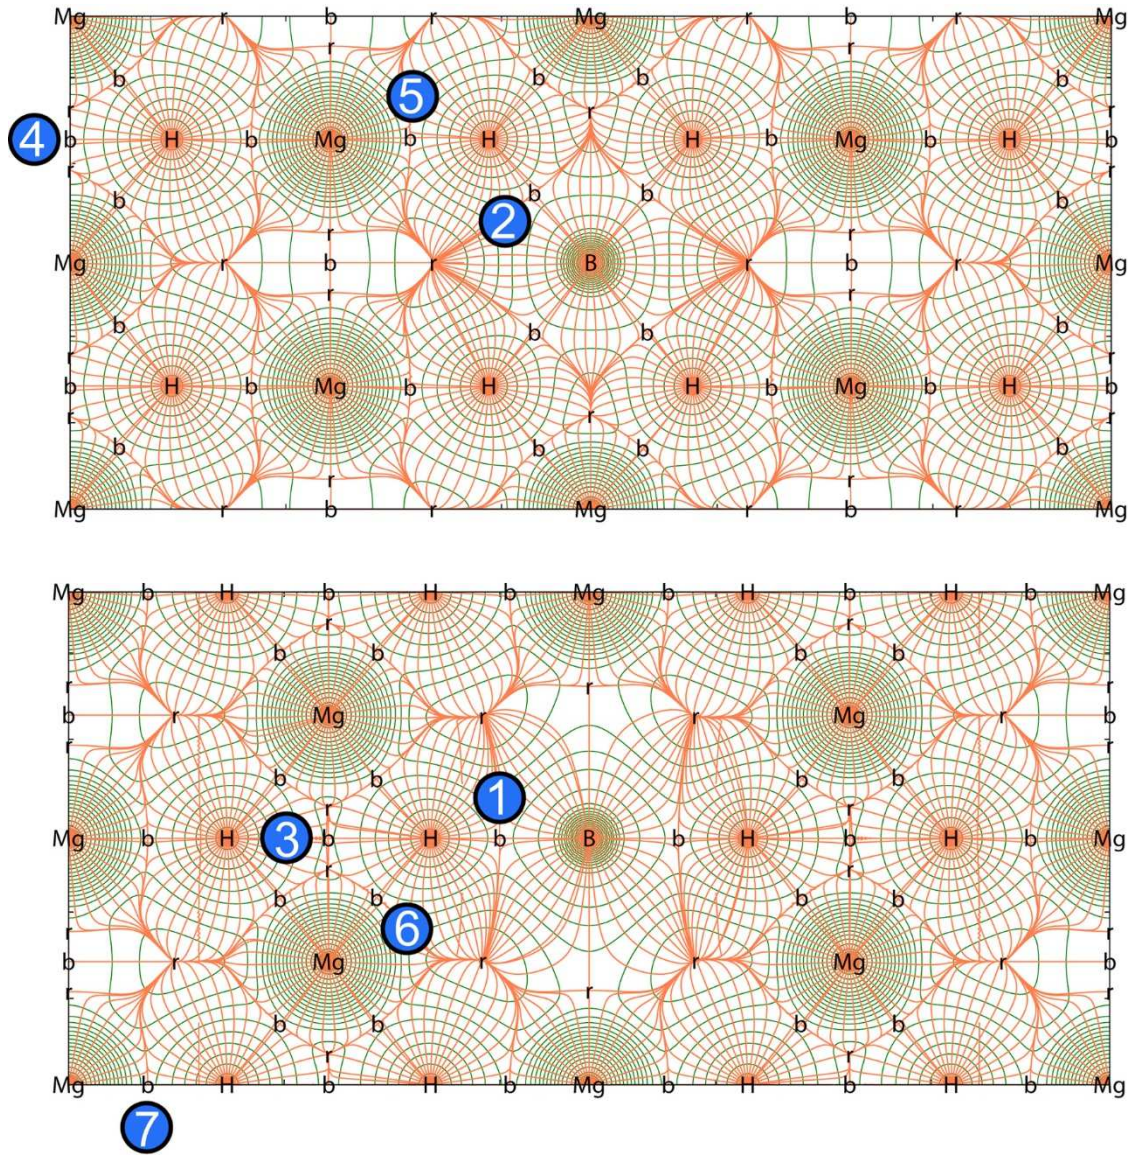 Mg r b r Mg r b r Mg
r r
b b b b
5
r r r
4 b H b Mg b H H b Mg b H b
r r
b b b b
2
r r
Mg r b r B r b r Mg
r r
b b b b
r r
b H b Mg b H H b Mg b H b
r r r
b b b b
r r
Mg r b r Mg r b r Mg
Mg b H b H b Mg b H b H b Mg
r r
b b b b
r r r
b r Mg r r Mg r b
r r
b b b b
1
r r
Mg b H 3 b H b B b H b H b Mg
r r
b b b b
6
r r
b r Mg r r Mg r b
r r r
b b b b
r r
Mg b H b H b Mg b H b H b Mg
7